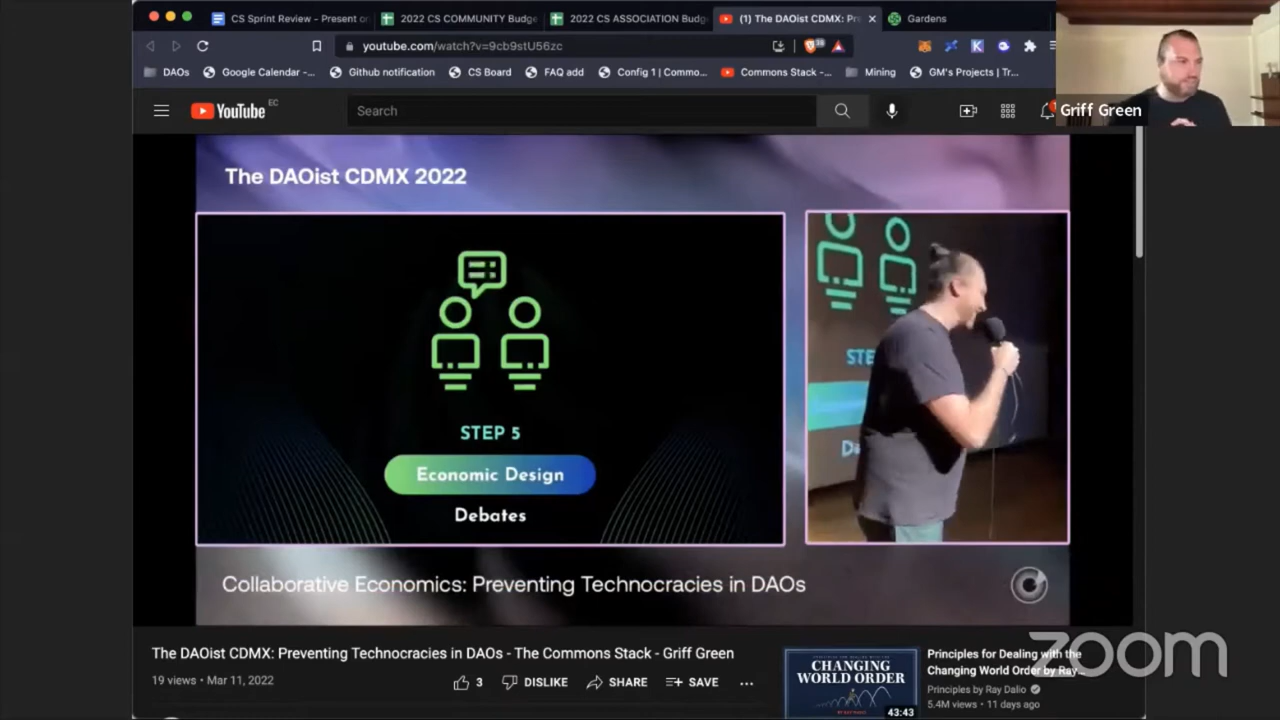 CS Sprint Review - Present o
2022 CS COMMUNITY Budge
2022 CS ASSOCIATION Budg
(1) The DAOist CDMX: Pr
Gardens
youtube.com/watch?v=9cb9stU56zc
DAOs
Google Calendar -...
Github notification
CS Board
FAQ add
Config 1 | Commo...
Commons Stack -...
Mining
GM's Projects | Tr...
YouTube EC
Search
Griff Green
The DAOist CDMX 2022
STEP 5
Economic Design
Debates
STE
D
Collaborative Economics: Preventing Technocracies in DAOs
The DAOist CDMX: Preventing Technocracies in DAOs - The Commons Stack - Griff Green
19 views • Mar 11, 2022
3
DISLIKE
SHARE
SAVE
CHANGING
WORLD ORDER
43:43
Principles for Dealing with the
Changing World Order by Ray...
Principles by Ray Dalio
5.4M views • 11 days ago
zoom